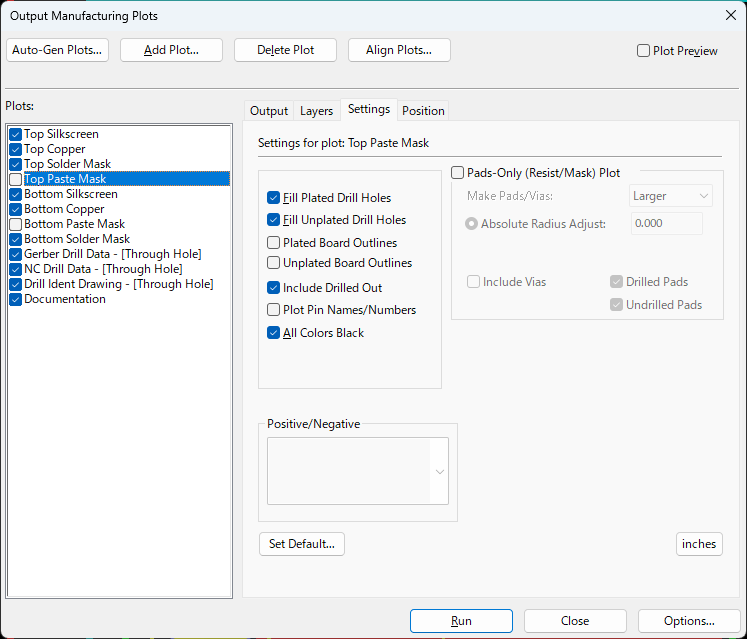 Output Manufacturing Plots
Auto-Gen Plots...
Add Plot...
Delete Plot
Align Plots...
Plot Preview
Plots:
Top Silkscreen
Top Copper
Top Solder Mask
Top Paste Mask
Bottom Silkscreen
Bottom Copper
Bottom Paste Mask
Bottom Solder Mask
Gerber Drill Data - [Through Hole]
NC Drill Data - [Through Hole]
Drill Ident Drawing - [Through Hole]
Documentation
Output Layers Settings Position
Settings for plot: Top Paste Mask
Fill Plated Drill Holes
Fill Unplated Drill Holes
Plated Board Outlines
Unplated Board Outlines
Include Drilled Out
Plot Pin Names/Numbers
All Colors Black
Pads-Only (Resist/Mask) Plot
Make Pads/Vias: Larger
Absolute Radius Adjust: 0.000
Include Vias
Drilled Pads
Undrilled Pads
Positive/Negative
Set Default...
inches
Run
Close
Options...